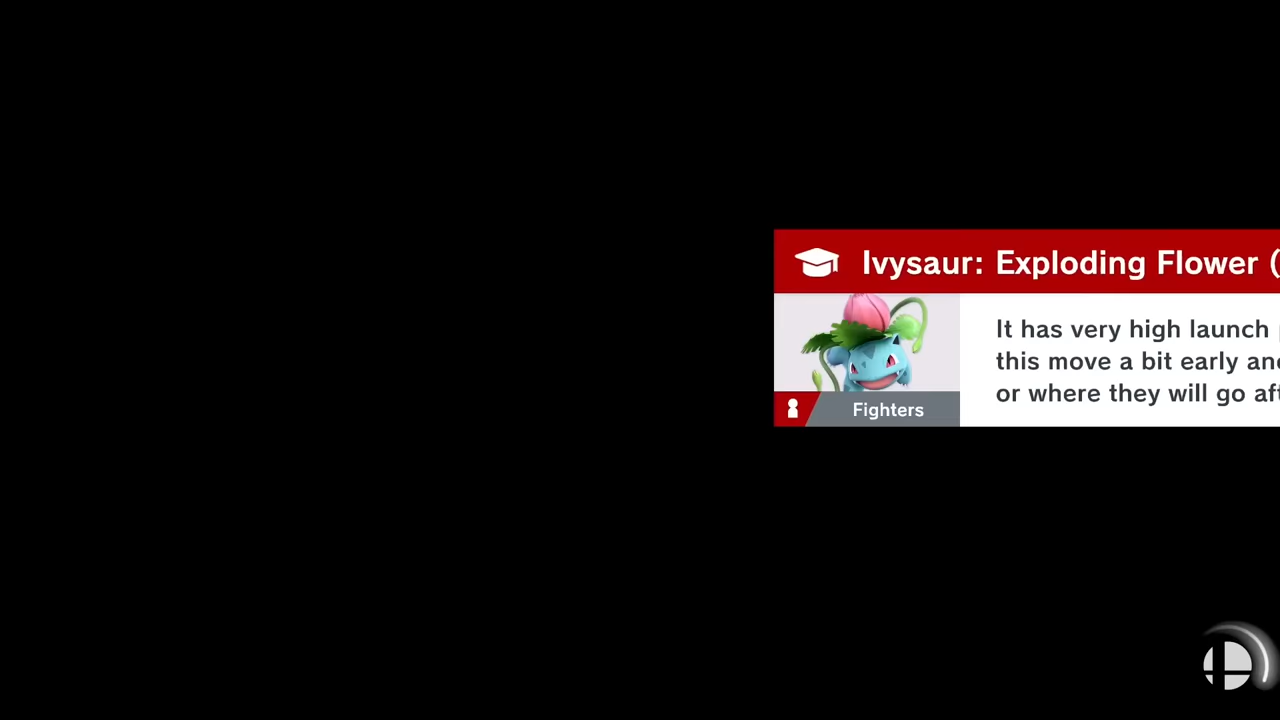 Ivysaur: Exploding Flower (
It has very high launch
this move a bit early and
or where they will go aft
Fighters